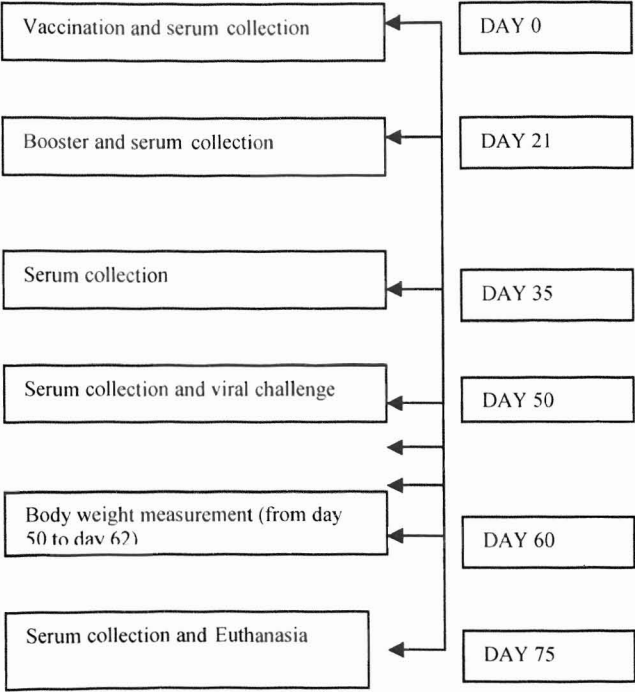 Vaccination and serum collection
DAY 0
Booster and serum collection
DAY 21
Serum collection
DAY 35
Serum collection and viral challenge
DAY 50
Body weight measurement (from day
50 to day 62)
DAY 60
Serum collection and Euthanasia
DAY 75